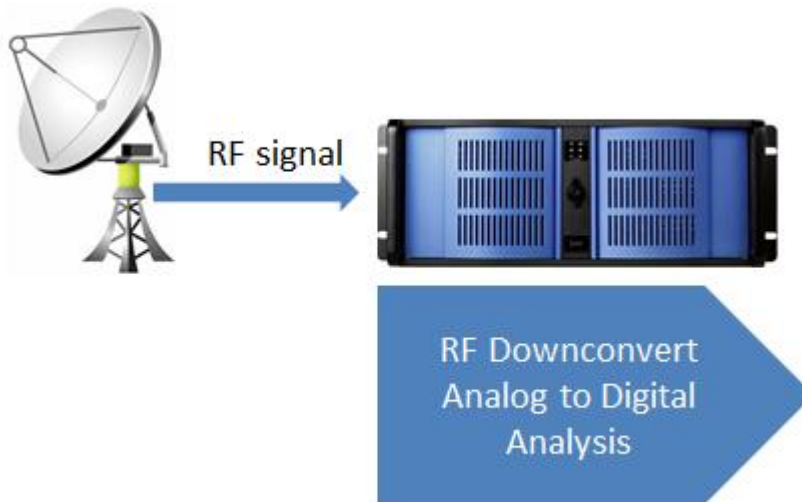 RF signal
RF Downconvert
Analog to Digital
Analysis